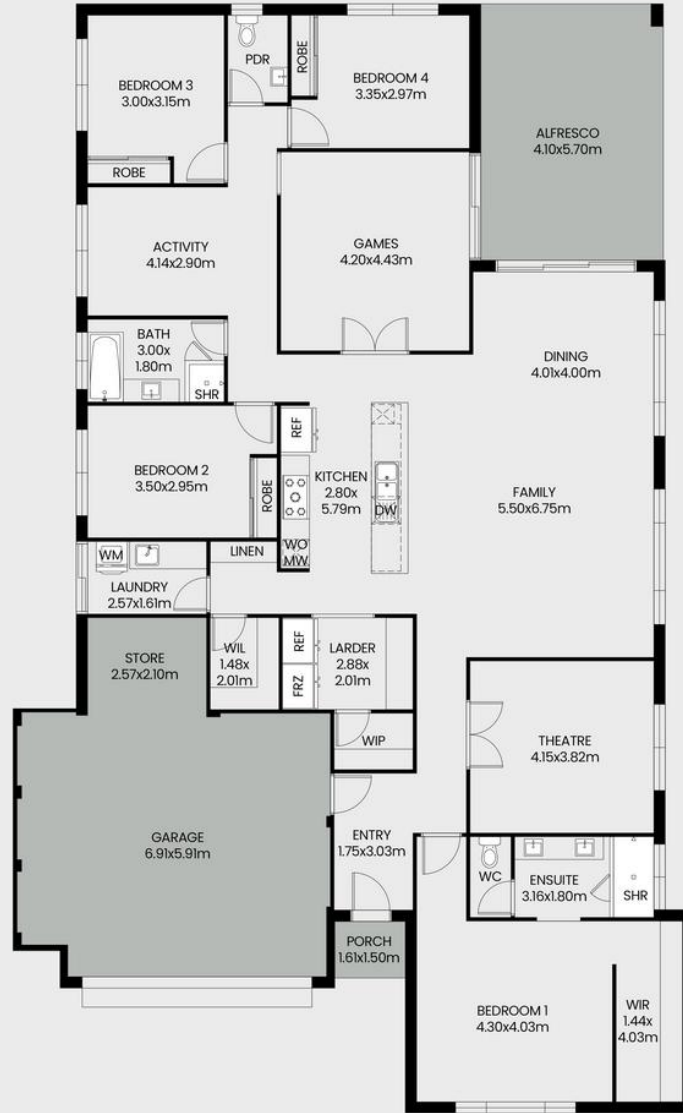 PDR
ROBE
BEDROOM 3
3.00x3.15m
BEDROOM 4
3.35x2.97m
ALFRESCO
4.10x5.70m
ROBE
ACTIVITY
4.14x2.90m
GAMES
4.20x4.43m
BATH
3.00x
1.80m
SHR
DINING
4.01x4.00m
REF
BEDROOM 2
3.50x2.95m
ROBE
KITCHEN
2.80x
5.79m
DW
FAMILY
5.50x6.75m
WO
MW
WM
LINEN
LAUNDRY
2.57x1.61m
STORE
2.57x2.10m
WIL
1.48x
2.01m
REF
FRZ
LARDER
2.88x
2.01m
WIP
THEATRE
4.15x3.82m
GARAGE
6.91x5.91m
ENTRY
1.75x3.03m
WC
ENSUITE
3.16x1.80m
SHR
PORCH
1.61x1.50m
BEDROOM 1
4.30x4.03m
WIR
1.44x
4.03m